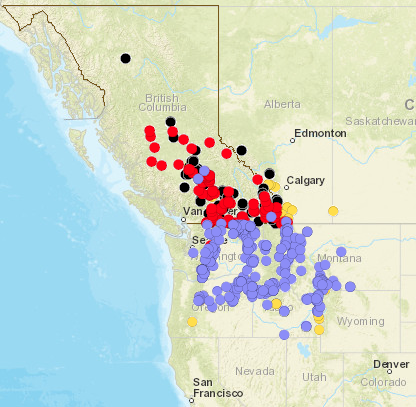 British
Columbia
Alberta
Saskatchewan
Edmonton
Calgary
Van
Se
Montana
Wyoming
Nevada
Utah
Denver
Colorado
San
Francisco